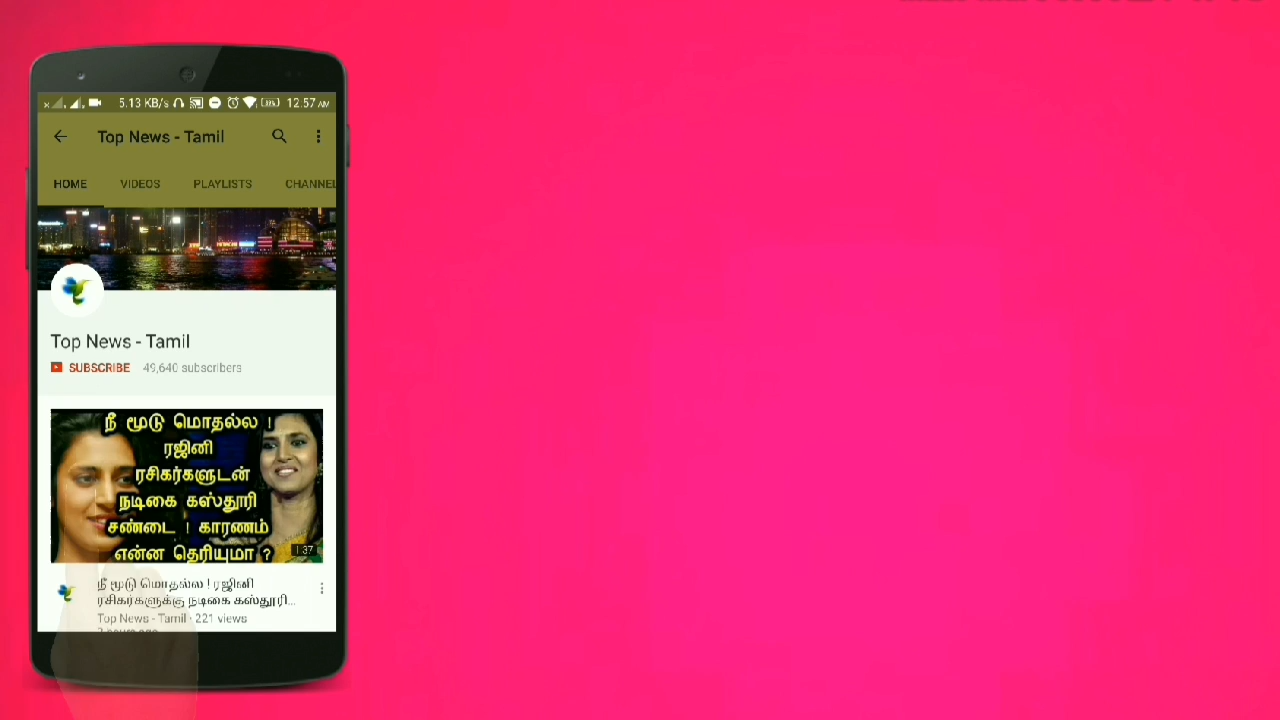 5.13 KB/s 12:57 AM
Top News - Tamil
HOME VIDEOS PLAYLISTS CHANNEL
Top News - Tamil
SUBSCRIBE 49,640 subscribers
நீ மூடு மொதல்ல !
ரஜினி
ரசிகர்களுடன்
நடிகை கஸ்தூரி
சண்டை ! காரணம்
என்ன தெரியுமா ?
1:37
நீ மூடு மொதல்ல ! ரஜினி
ரசிகர்களுக்கு நடிகை கஸ்தூரி...
Top News - Tamil · 221 views